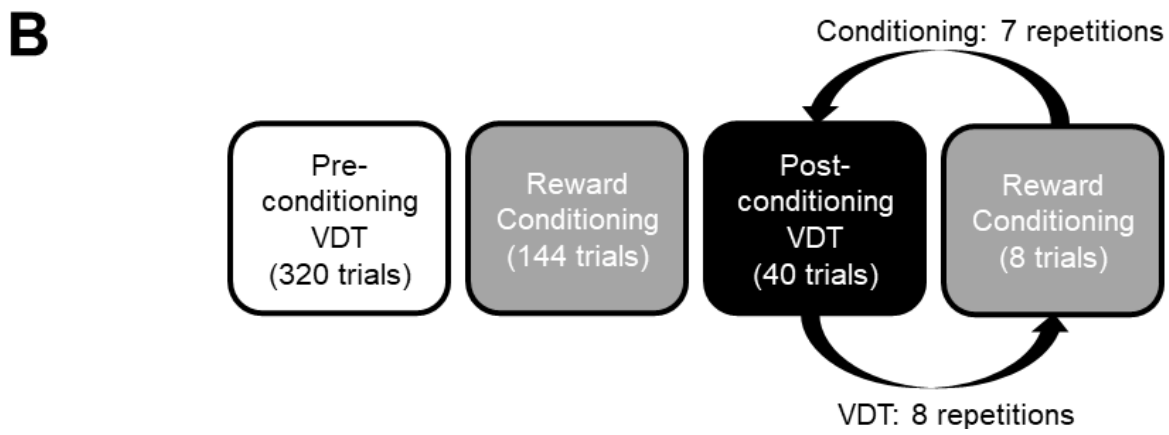 B
Conditioning: 7 repetitions
Pre-
conditioning
VDT
(320 trials)
Reward
Conditioning
(144 trials)
Post-
conditioning
VDT
(40 trials)
Reward
Conditioning
(8 trials)
VDT: 8 repetitions